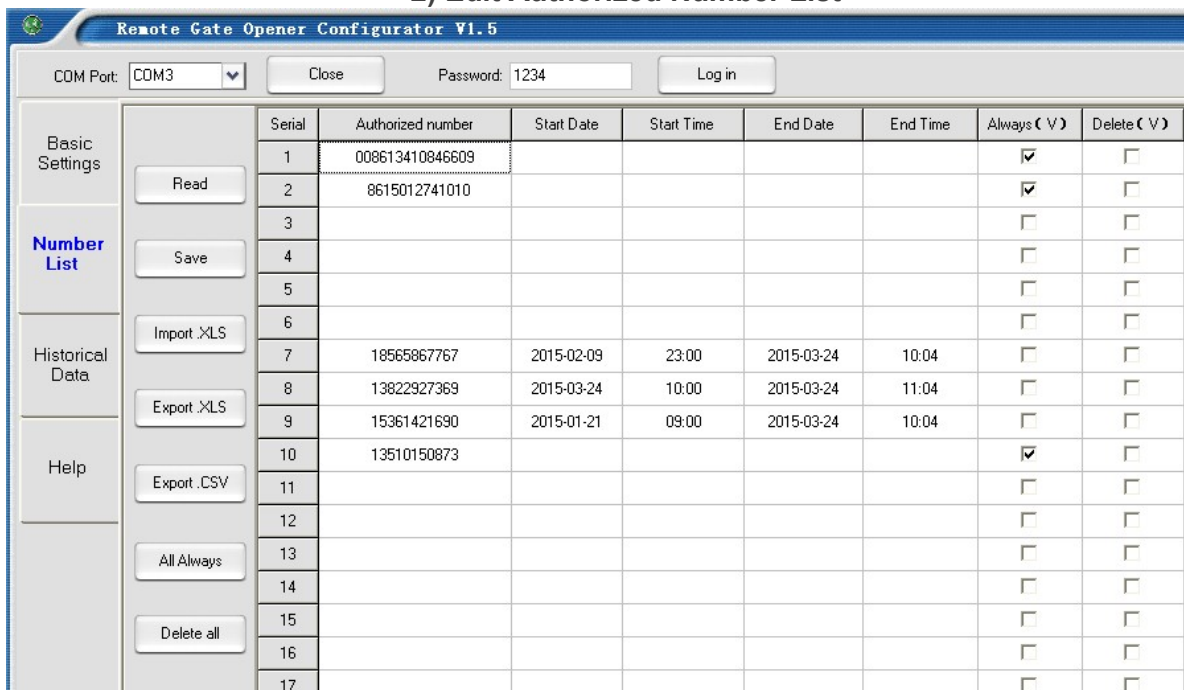 2) Edit Authorized Number List
Remote Gate Opener Configurator V1.5
COM Port: COM3 Close Password: 1234 Log in
Basic Settings
Number List
Historical Data
Help
Read
Save
Import .XLS
Export .XLS
Export .CSV
All Always
Delete all
Serial Authorized number Start Date Start Time End Date End Time Always ( V ) Delete ( V )
1 008613410846609
2 8615012741010
3
4
5
6
7 18565867767 2015-02-09 23:00 2015-03-24 10:04
8 13822927369 2015-03-24 10:00 2015-03-24 11:04
9 15361421690 2015-01-21 09:00 2015-03-24 10:04
10 13510150873
11
12
13
14
15
16
17